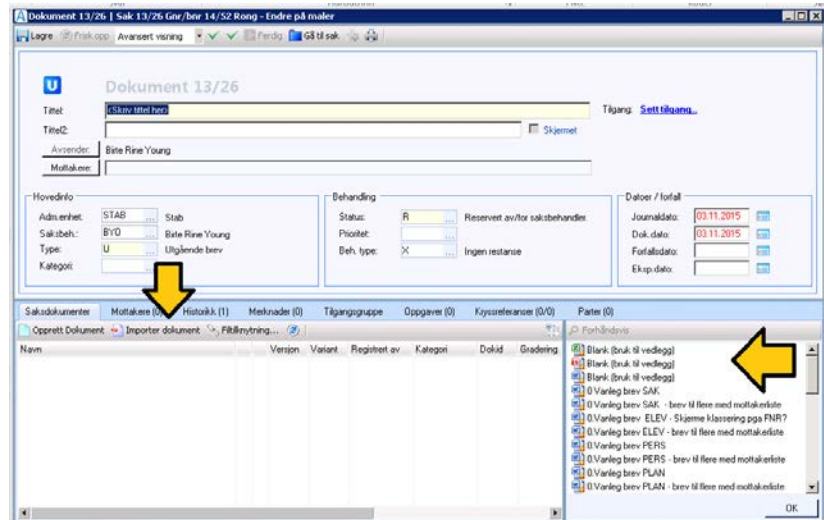 Dokument 13/26 | Sak 13/26 Gnr/bnr 14/52 Rong - Endre på maler
Lagre Frisk opp Avansert visning Ferdig Gå til sak
U Dokument 13/26
Tittel: <Skriv tittel her> Tilgang: Sett tilgang...
Tittel2: Skjermet
Avsender: Birte Rine Young
Mottakere:
Hovedinfo Behandling Datoer / forfall
Adm.enhet: STAB ... Stab Status: R ... Reservert av/for saksbehandler. Journaldato: 03.11.2015
Saksbeh.: BYO ... Birte Rine Young Prioritet: ... Dok.dato: 03.11.2015
Type: U ... Utgående brev Beh. type: X ... Ingen restanse Forfallsdato:
Kategori: ... Eksp.dato:
Saksdokumenter Mottakere (0) Historikk (1) Merknader (0) Tilgangsgruppe Oppgaver (0) Kryssreferanser (0/0) Parter (0)
Opprett Dokument Importer dokument Filtilknytning... Forhåndsvis
Navn Versjon Variant Registrert av Kategori Dokid Gradering
Blank (bruk til vedlegg)
Blank (bruk til vedlegg)
Blank (bruk til vedlegg)
0.Vanleg brev SAK
0.Vanleg brev SAK - brev til flere med mottakerliste
0.Vanleg brev ELEV - Skjerme klassering pga FNR?
0.Vanleg brev ELEV - brev til flere med mottakerliste
0.Vanleg brev PERS
0.Vanleg brev PERS - brev til flere med mottakerliste
0.Vanleg brev PLAN
0.Vanleg brev PLAN - brev til flere med mottakerliste
OK